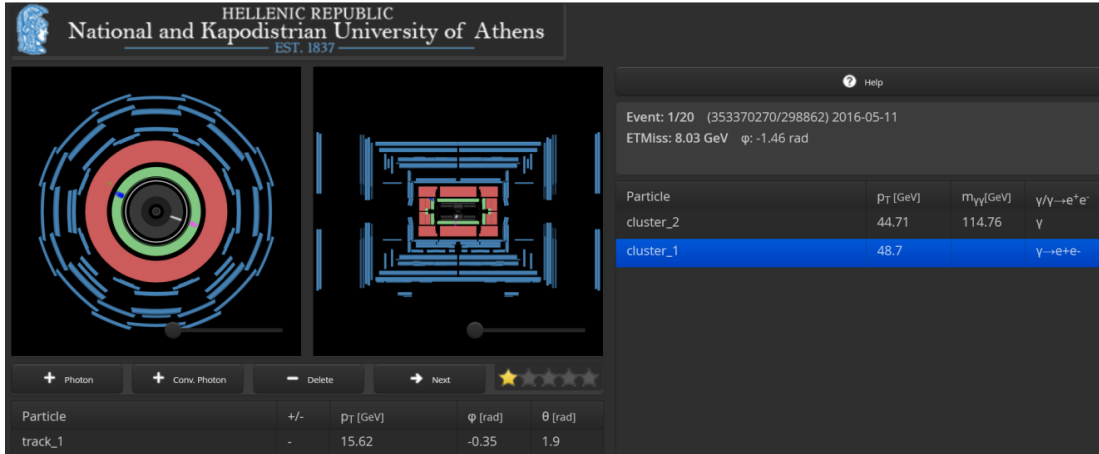 HELLENIC REPUBLIC
National and Kapodistrian University of Athens
EST. 1837
Help
Event: 1/20 (353370270/298862) 2016-05-11
ETMiss: 8.03 GeV φ: -1.46 rad
Particle pT [GeV] mγγ[GeV] γ/γ→e+e-
cluster_2 44.71 114.76 γ
cluster_1 48.7 γ→e+e-
+ Photon + Conv. Photon − Delete → Next
Particle +/- pT [GeV] φ [rad] θ [rad]
track_1 - 15.62 -0.35 1.9